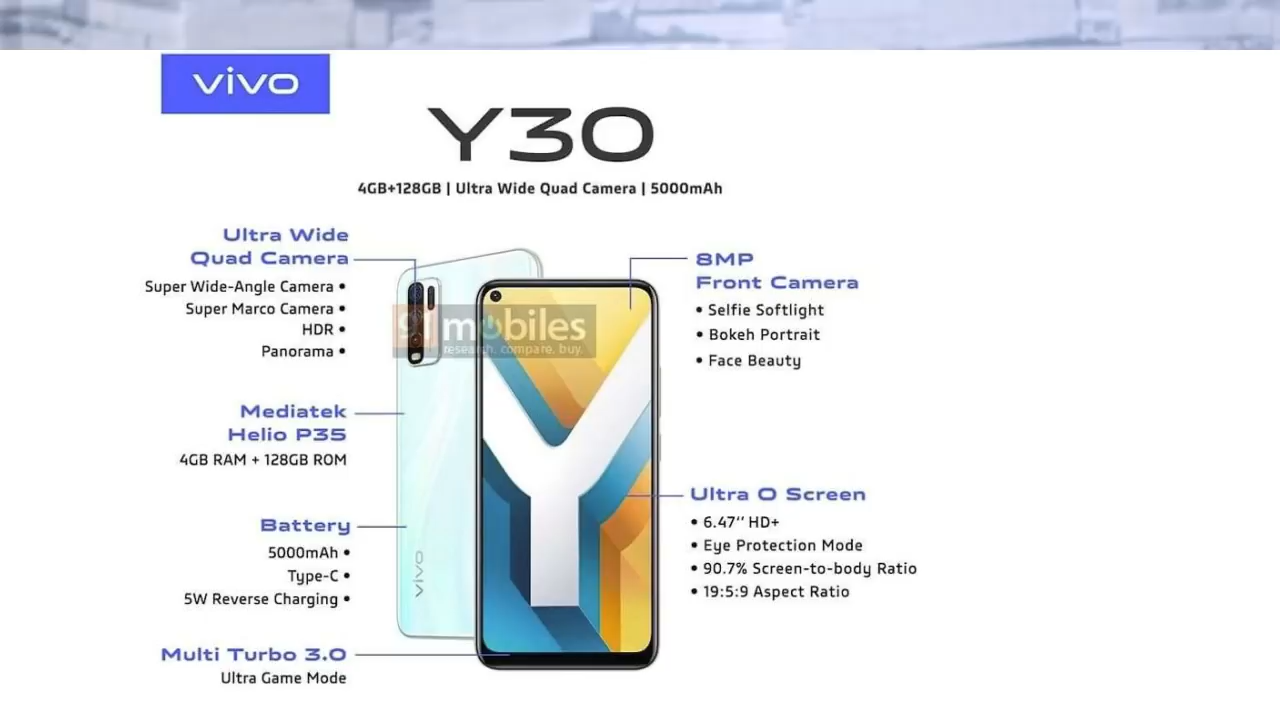 vivo
Y30
4GB+128GB | Ultra Wide Quad Camera | 5000mAh
Ultra Wide
Quad Camera
Super Wide-Angle Camera •
Super Marco Camera •
HDR •
Panorama •
Mediatek
Helio P35
4GB RAM + 128GB ROM
Battery
5000mAh •
Type-C •
5W Reverse Charging •
Multi Turbo 3.0
Ultra Game Mode
91mobiles
research. compare. buy.
vivo
8MP
Front Camera
• Selfie Softlight
• Bokeh Portrait
• Face Beauty
Ultra O Screen
• 6.47'' HD+
• Eye Protection Mode
• 90.7% Screen-to-body Ratio
• 19:5:9 Aspect Ratio